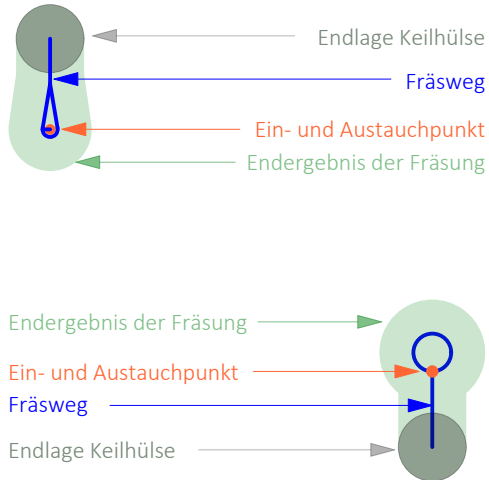 Endlage Keilhülse
Fräsweg
Ein- und Austauchpunkt
Endergebnis der Fräsung
Endergebnis der Fräsung
Ein- und Austauchpunkt
Fräsweg
Endlage Keilhülse